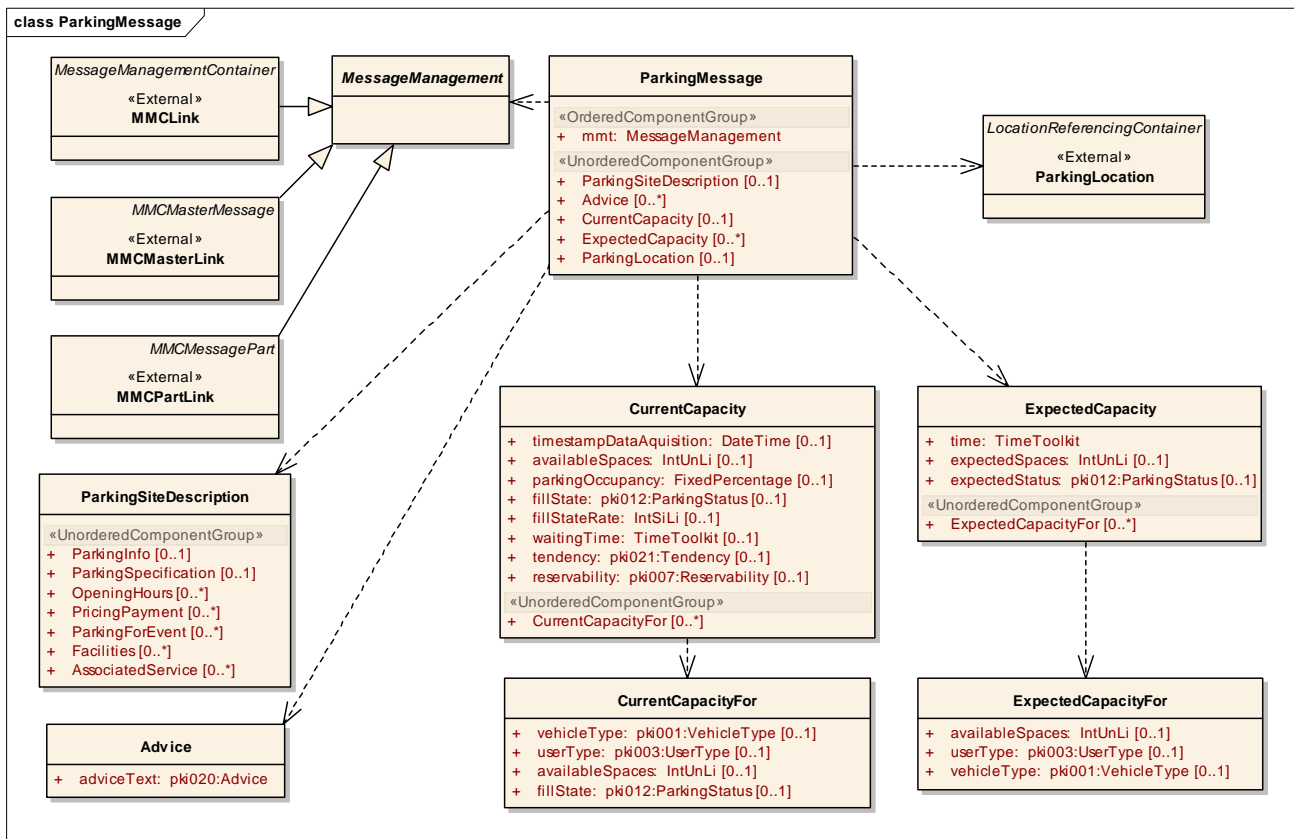 class ParkingMessage
MessageManagementContainer
«External»
MMCLink
MessageManagement
MMCMasterMessage
«External»
MMCMasterLink
MMCMessagePart
«External»
MMCPartLink
ParkingMessage
«OrderedComponentGroup»
+ mmt: MessageManagement
«UnorderedComponentGroup»
+ ParkingSiteDescription [0..1]
+ Advice [0..*]
+ CurrentCapacity [0..1]
+ ExpectedCapacity [0..*]
+ ParkingLocation [0..1]
LocationReferencingContainer
«External»
ParkingLocation
ParkingSiteDescription
«UnorderedComponentGroup»
+ ParkingInfo [0..1]
+ ParkingSpecification [0..1]
+ OpeningHours [0..*]
+ PricingPayment [0..*]
+ ParkingForEvent [0..*]
+ Facilities [0..*]
+ AssociatedService [0..*]
Advice
+ adviceText: pki020:Advice
CurrentCapacity
+ timestampDataAquisition: DateTime [0..1]
+ availableSpaces: IntUnLi [0..1]
+ parkingOccupancy: FixedPercentage [0..1]
+ fillState: pki012:ParkingStatus [0..1]
+ fillStateRate: IntSiLi [0..1]
+ waitingTime: TimeToolkit [0..1]
+ tendency: pki021:Tendency [0..1]
+ reservability: pki007:Reservability [0..1]
«UnorderedComponentGroup»
+ CurrentCapacityFor [0..*]
ExpectedCapacity
+ time: TimeToolkit
+ expectedSpaces: IntUnLi [0..1]
+ expectedStatus: pki012:ParkingStatus [0..1]
«UnorderedComponentGroup»
+ ExpectedCapacityFor [0..*]
CurrentCapacityFor
+ vehicleType: pki001:VehicleType [0..1]
+ userType: pki003:UserType [0..1]
+ availableSpaces: IntUnLi [0..1]
+ fillState: pki012:ParkingStatus [0..1]
ExpectedCapacityFor
+ availableSpaces: IntUnLi [0..1]
+ userType: pki003:UserType [0..1]
+ vehicleType: pki001:VehicleType [0..1]